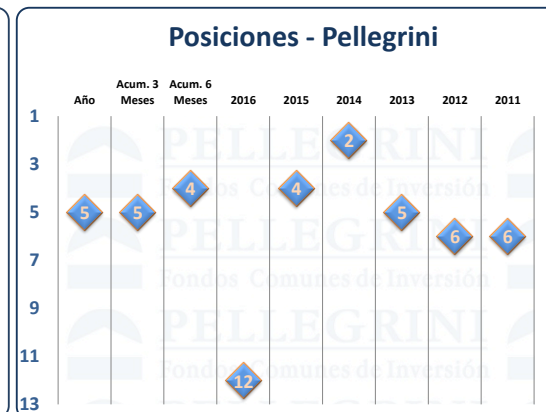 Posiciones - Pellegrini
Año
Acum. 3 Meses
Acum. 6 Meses
2016
2015
2014
2013
2012
2011
1
3
5
7
9
11
13
5
5
4
12
4
2
5
6
6
PELLEGRINI
Fondos Comunes de Inversión
PELLEGRINI
Fondos Comunes de Inversión
PELLEGRINI
Fondos Comunes de Inversión
PELLEGRINI